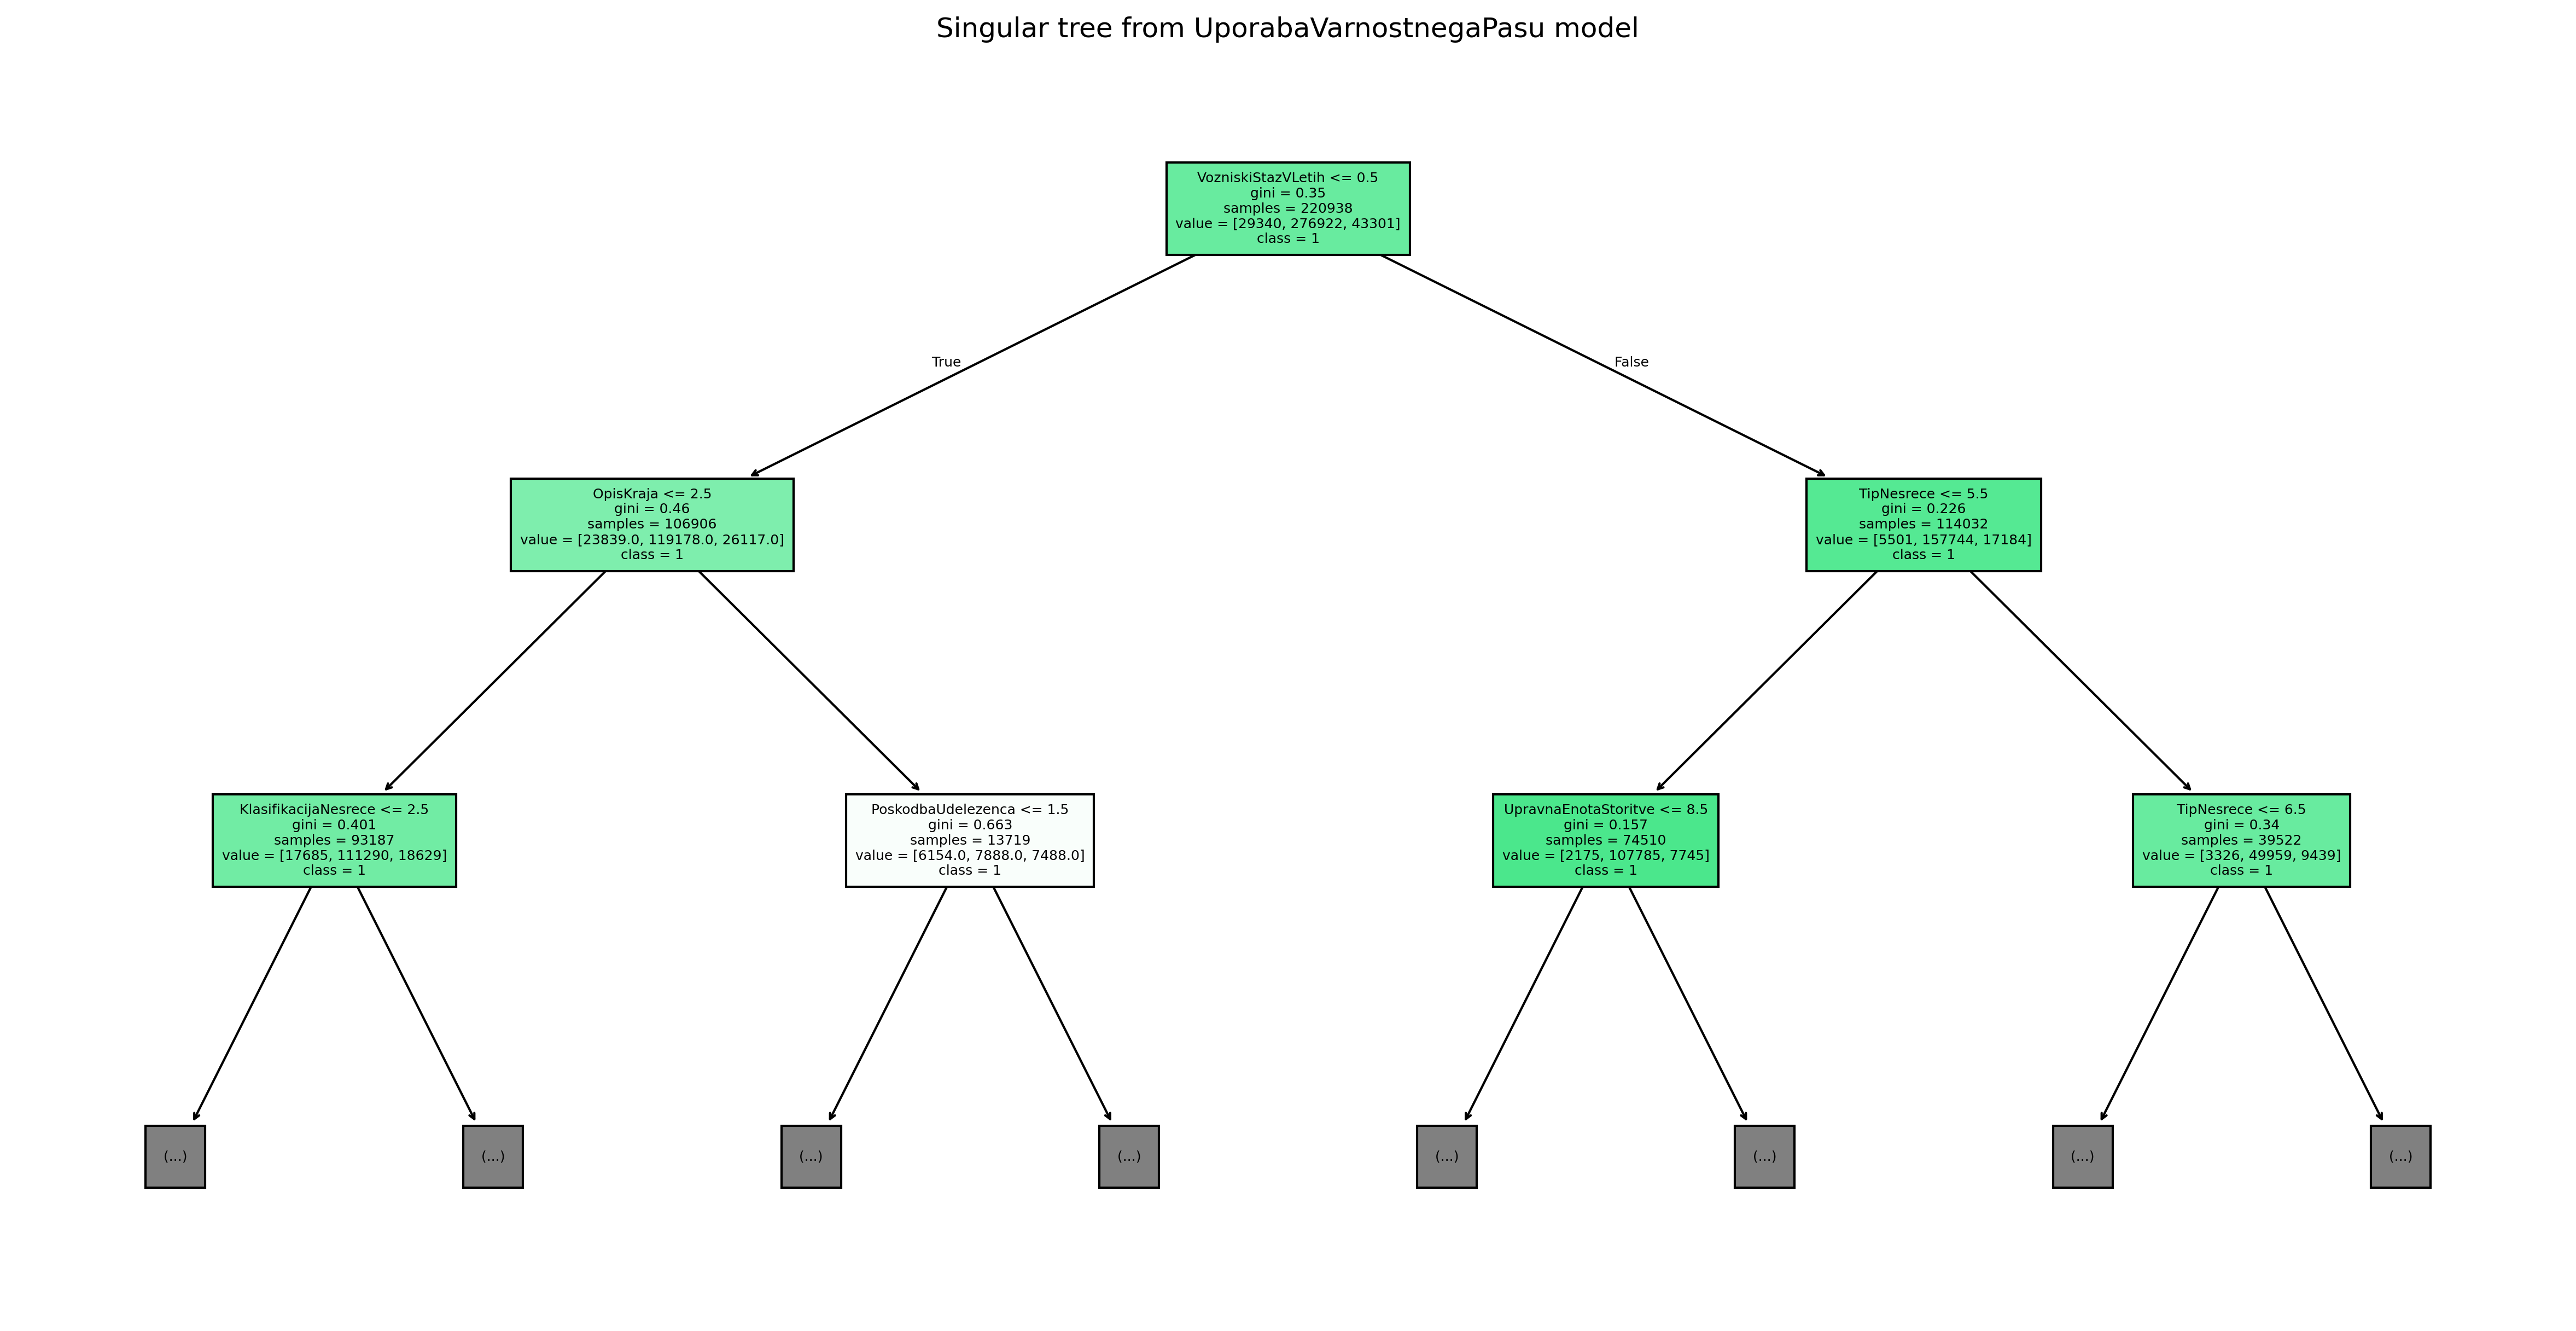 Singular tree from UporabaVarnostnegaPasu model
VozniskiStazVLetih <= 0.5
gini = 0.35
samples = 220938
value = [29340, 276922, 43301]
class = 1
True
False
OpisKraja <= 2.5
gini = 0.46
samples = 106906
value = [23839.0, 119178.0, 26117.0]
class = 1
TipNesrece <= 5.5
gini = 0.226
samples = 114032
value = [5501, 157744, 17184]
class = 1
KlasifikacijaNesrece <= 2.5
gini = 0.401
samples = 93187
value = [17685, 111290, 18629]
class = 1
PoskodbaUdelezenca <= 1.5
gini = 0.663
samples = 13719
value = [6154.0, 7888.0, 7488.0]
class = 1
UpravnaEnotaStoritve <= 8.5
gini = 0.157
samples = 74510
value = [2175, 107785, 7745]
class = 1
TipNesrece <= 6.5
gini = 0.34
samples = 39522
value = [3326, 49959, 9439]
class = 1
(...)
(...)
(...)
(...)
(...)
(...)
(...)
(...)